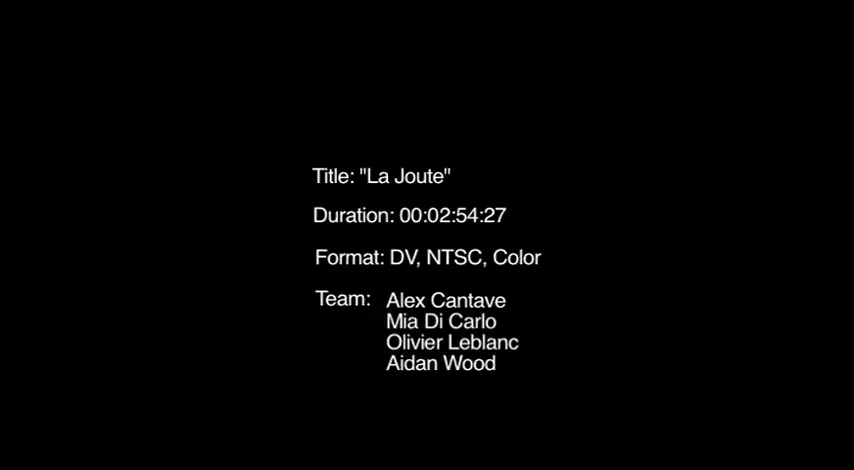 Title: "La Joute"
Duration: 00:02:54:27
Format: DV, NTSC, Color
Team: Alex Cantave
Mia Di Carlo
Olivier Leblanc
Aidan Wood